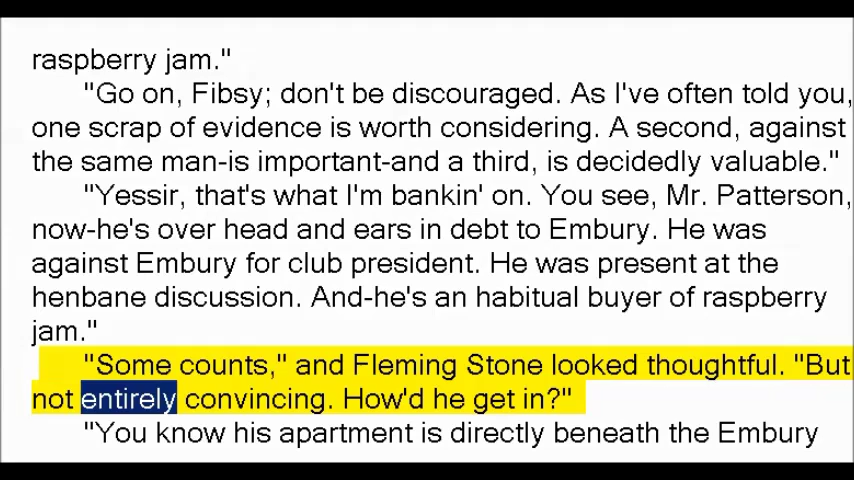 raspberry jam."
"Go on, Fibsy; don't be discouraged. As I've often told you,
one scrap of evidence is worth considering. A second, against
the same man-is important-and a third, is decidedly valuable."
"Yessir, that's what I'm bankin' on. You see, Mr. Patterson,
now-he's over head and ears in debt to Embury. He was
against Embury for club president. He was present at the
henbane discussion. And-he's an habitual buyer of raspberry
jam."
"Some counts," and Fleming Stone looked thoughtful. "But
not entirely convincing. How'd he get in?"
"You know his apartment is directly beneath the Embury